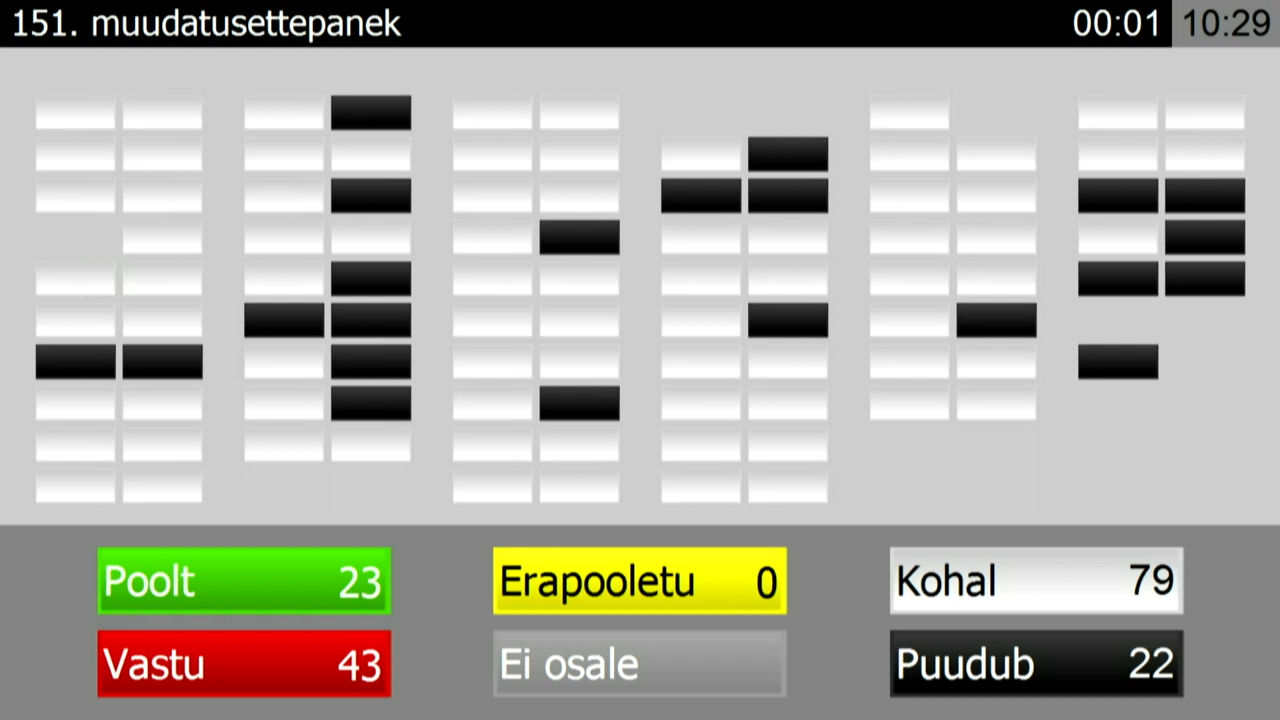 151. muudatusettepanek 00:01 10:29
Poolt 23 Erapooletu 0 Kohal 79
Vastu 43 Ei osale Puudub 22